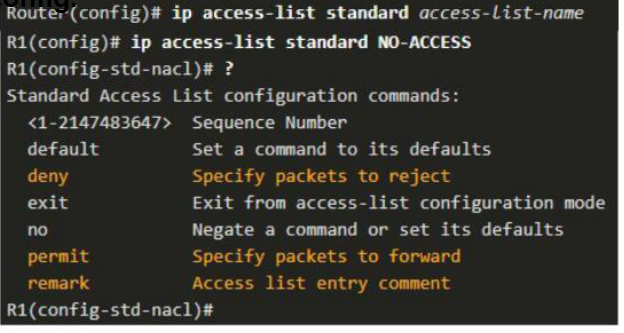 config.
Router(config)# ip access-list standard access-list-name
R1(config)# ip access-list standard NO-ACCESS
R1(config-std-nacl)# ?
Standard Access List configuration commands:
<1-2147483647> Sequence Number
default Set a command to its defaults
deny Specify packets to reject
exit Exit from access-list configuration mode
no Negate a command or set its defaults
permit Specify packets to forward
remark Access list entry comment
R1(config-std-nacl)#